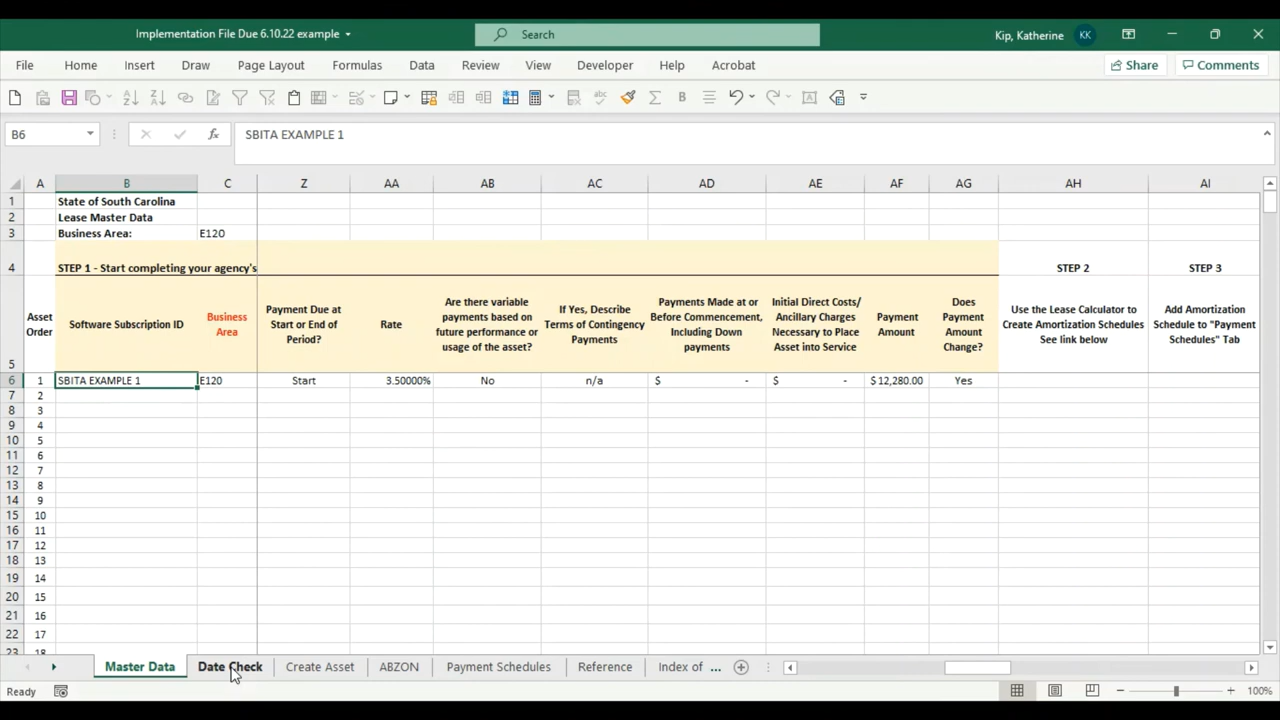 Implementation File Due 6.10.22 example
Search
Kip, Katherine KK
File Home Insert Draw Page Layout Formulas Data Review View Developer Help Acrobat Share Comments
B6 fx SBITA EXAMPLE 1
A B C Z AA AB AC AD AE AF AG AH AI
1 State of South Carolina
2 Lease Master Data
3 Business Area: E120
4 STEP 1 - Start completing your agency's STEP 2 STEP 3
Asset Order
Software Subscription ID
Business Area
Payment Due at Start or End of Period?
Rate
Are there variable payments based on future performance or usage of the asset?
If Yes, Describe Terms of Contingency Payments
Payments Made at or Before Commencement, Including Down payments
Initial Direct Costs/ Ancillary Charges Necessary to Place Asset into Service
Payment Amount
Does Payment Amount Change?
Use the Lease Calculator to Create Amortization Schedules See link below
Add Amortization Schedule to "Payment Schedules" Tab
5
6 1 SBITA EXAMPLE 1 E120 Start 3.50000% No n/a $ - $ - $ 12,280.00 Yes
7 2
8 3
9 4
10 5
11 6
12 7
13 8
14 9
15 10
16 11
17 12
18 13
19 14
20 15
21 16
22 17
23 18
Master Data Date Check Create Asset ABZON Payment Schedules Reference Index of ...
Ready 100%